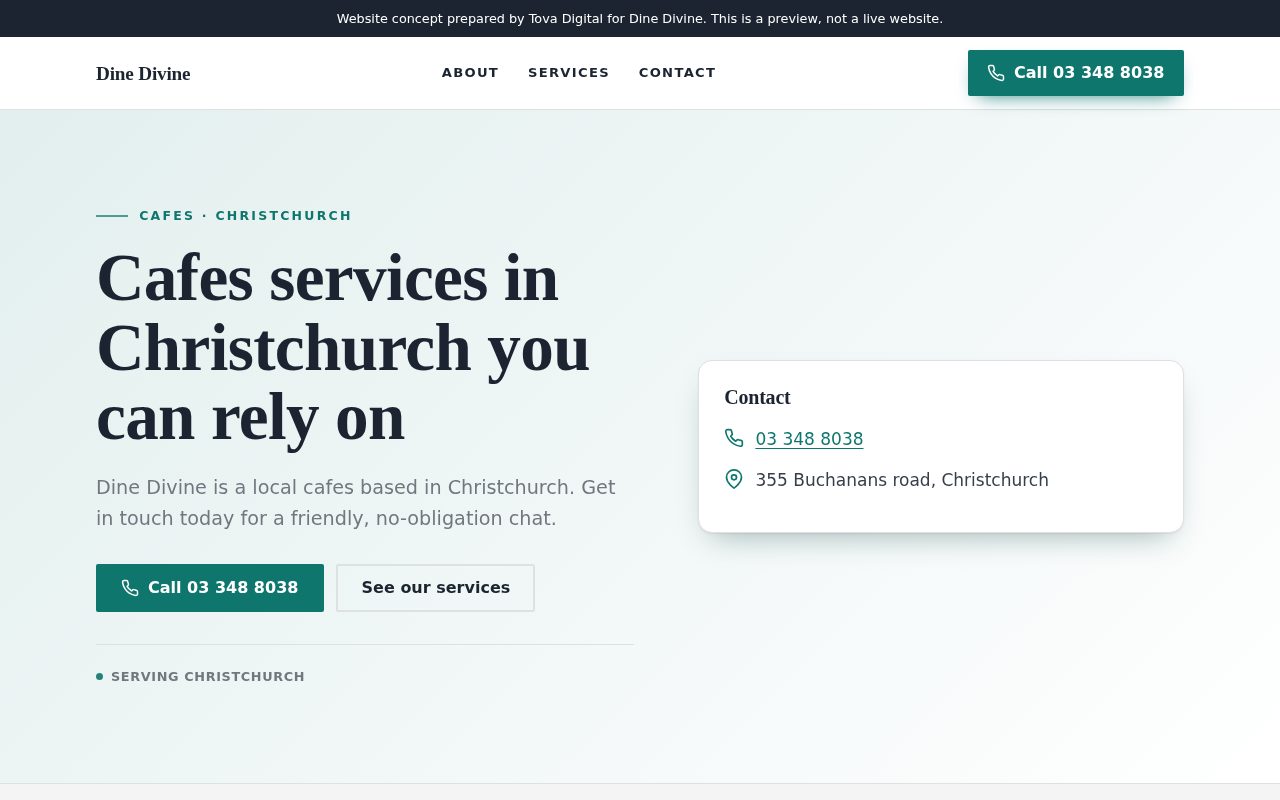 Website concept prepared by Tova Digital for Dine Divine. This is a preview, not a live website.
Dine Divine
ABOUT
SERVICES
CONTACT
Call 03 348 8038
CAFES · CHRISTCHURCH
Cafes services in
Christchurch you
can rely on
Dine Divine is a local cafes based in Christchurch. Get
in touch today for a friendly, no-obligation chat.
Call 03 348 8038
See our services
SERVING CHRISTCHURCH
Contact
03 348 8038
355 Buchanans road, Christchurch